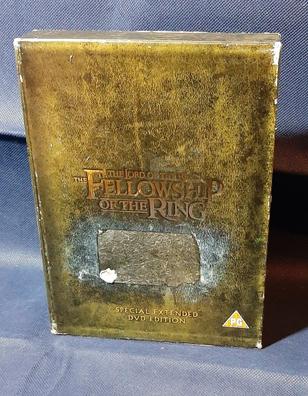 THE LORD OF THE RINGS
THE
FELLOWSHIP
OF THE RING
SPECIAL EXTENDED
DVD EDITION
PG